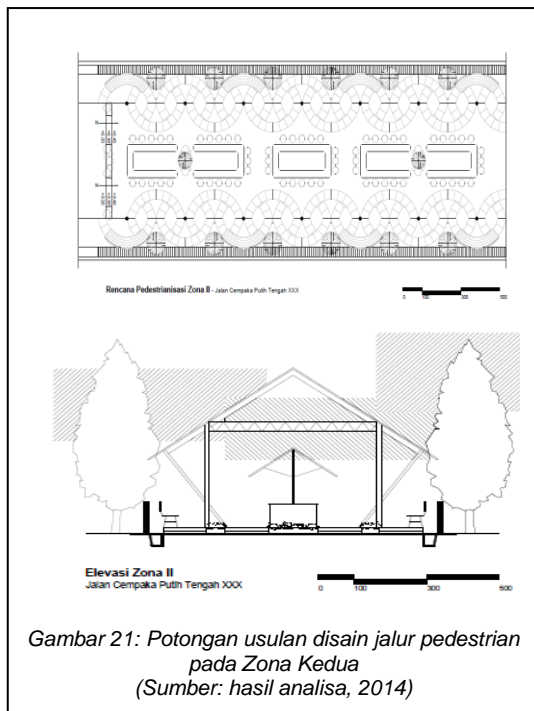 Rencana Pedestrianisasi Zona II - Jalan Cempaka Putih Tengah XXX
0 100 300 500
Elevasi Zona II
Jalan Cempaka Putih Tengah XXX
0 100 300 500
Gambar 21: Potongan usulan disain jalur pedestrian
pada Zona Kedua
(Sumber: hasil analisa, 2014)